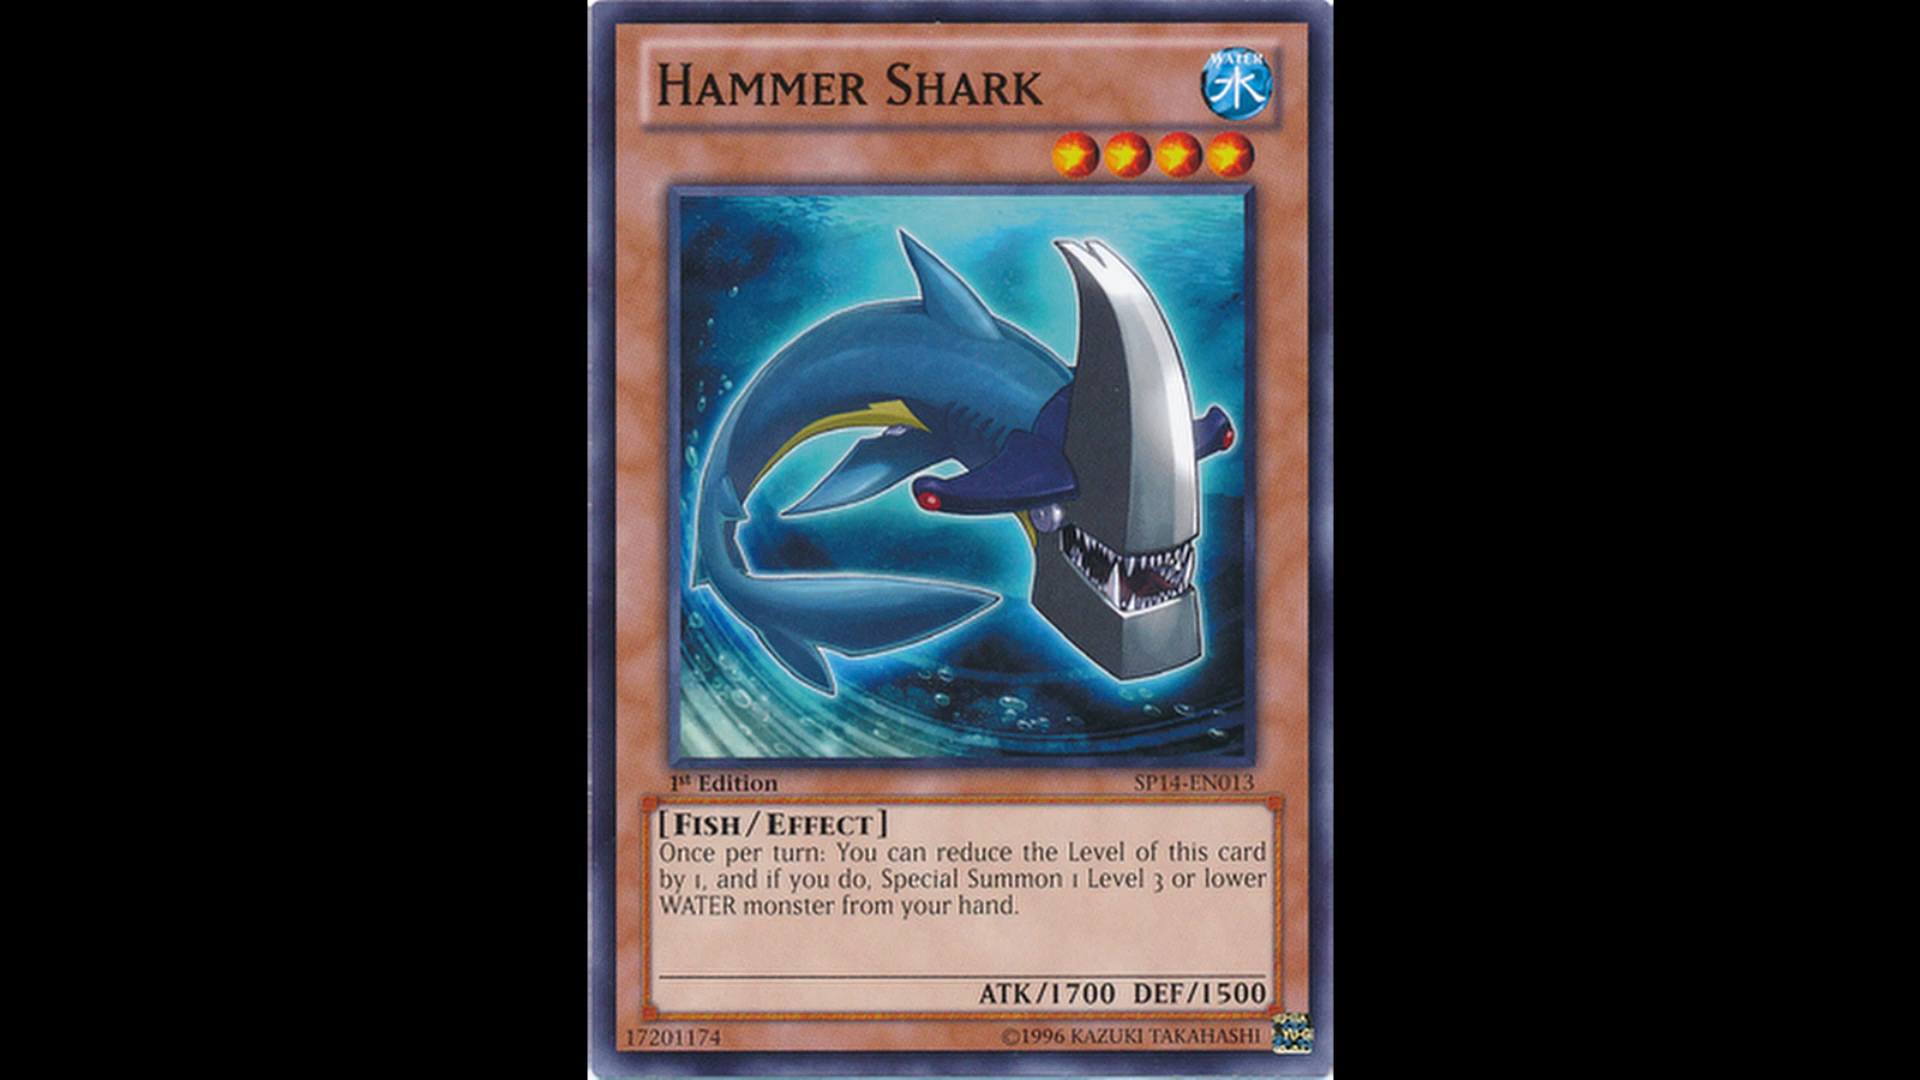 HAMMER SHARK
WATER
水
1st Edition
SP14-EN013
[FISH/EFFECT]
Once per turn: You can reduce the Level of this card
by 1, and if you do, Special Summon 1 Level 3 or lower
WATER monster from your hand.
ATK/1700 DEF/1500
17201174
©1996 KAZUKI TAKAHASHI